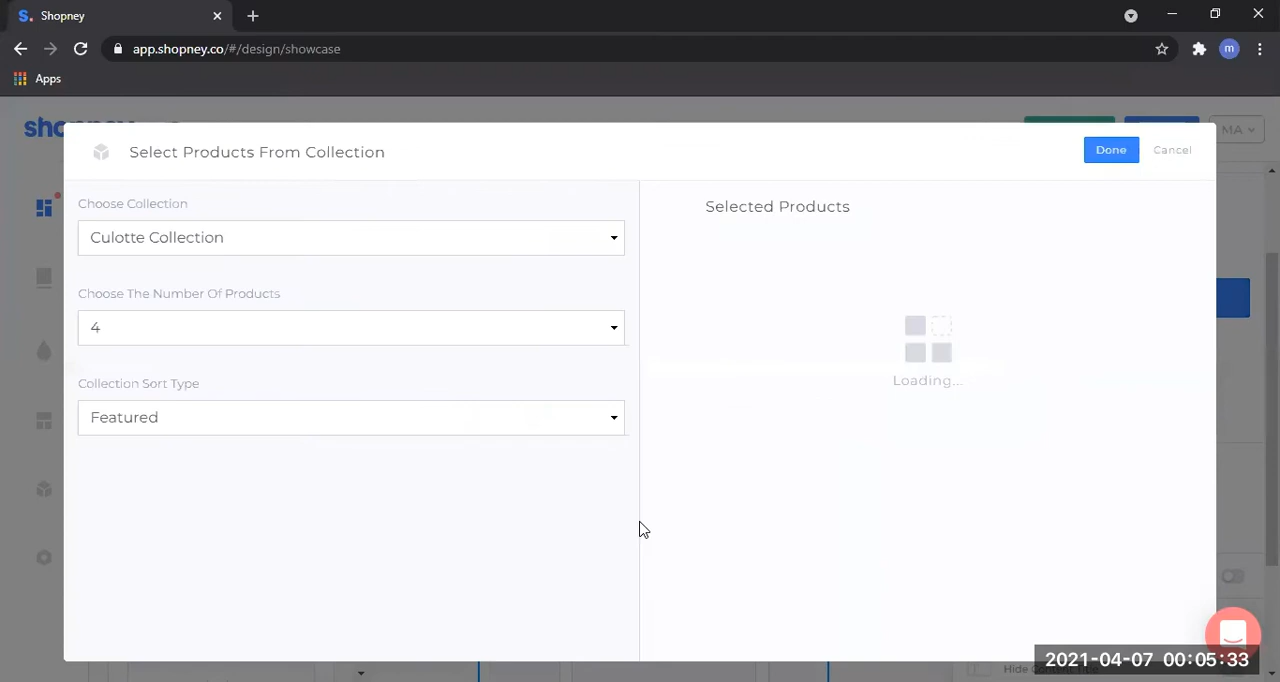 Shopney
app.shopney.co/#/design/showcase
m
Apps
MA
Select Products From Collection
Done
Cancel
Choose Collection
Selected Products
Culotte Collection
Choose The Number Of Products
4
Loading...
Collection Sort Type
Featured
2021-04-07 00:05:33